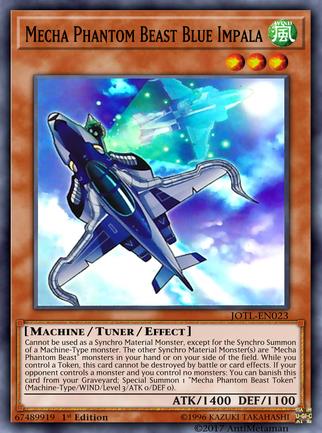 Mecha Phantom Beast Blue Impala
WIND
風
JOTL-EN023
[Machine / Tuner / Effect]
Cannot be used as a Synchro Material Monster, except for the Synchro Summon
of a Machine-Type monster. The other Synchro Material Monster(s) are "Mecha
Phantom Beast" monsters in your hand or on your side of the field. While you
control a Token, this card cannot be destroyed by battle or card effects. If your
opponent controls a monster and you control no monsters: You can banish this
card from your Graveyard; Special Summon 1 "Mecha Phantom Beast Token"
(Machine-Type/WIND/Level 3/ATK 0/DEF 0).
ATK/1400 DEF/1100
67489919 1st Edition ©1996 KAZUKI TAKAHASHI
©2017 AntiMetaman